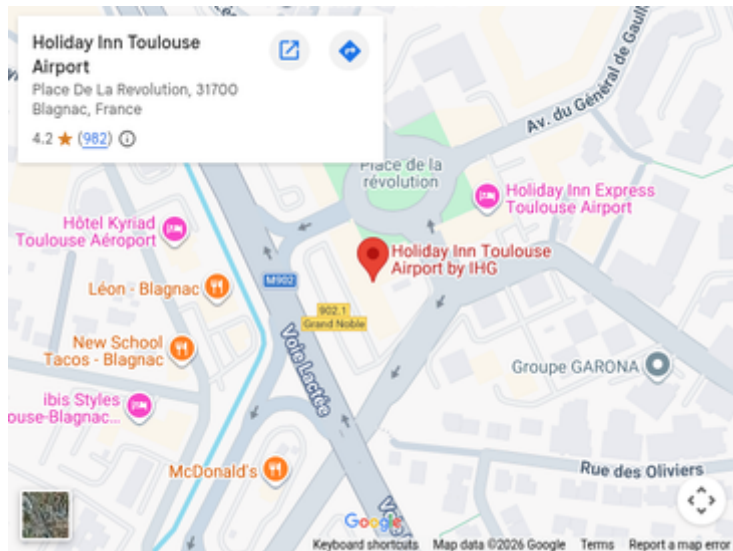 Holiday Inn Toulouse
Airport
Place De La Revolution, 31700
Blagnac, France
4.2 ★ (982)
Av. du Général de Gaull
Place de la
révolution
Holiday Inn Express
Toulouse Airport
Hôtel Kyriad
Toulouse Aéroport
Holiday Inn Toulouse
Airport by IHG
M902
Léon - Blagnac
902.1
Grand Noble
Voie Lactée
New School
Tacos - Blagnac
Groupe GARONA
ibis Styles
ouse-Blagnac...
McDonald's
Rue des Oliviers
Google
Keyboard shortcuts Map data ©2026 Google Terms Report a map error